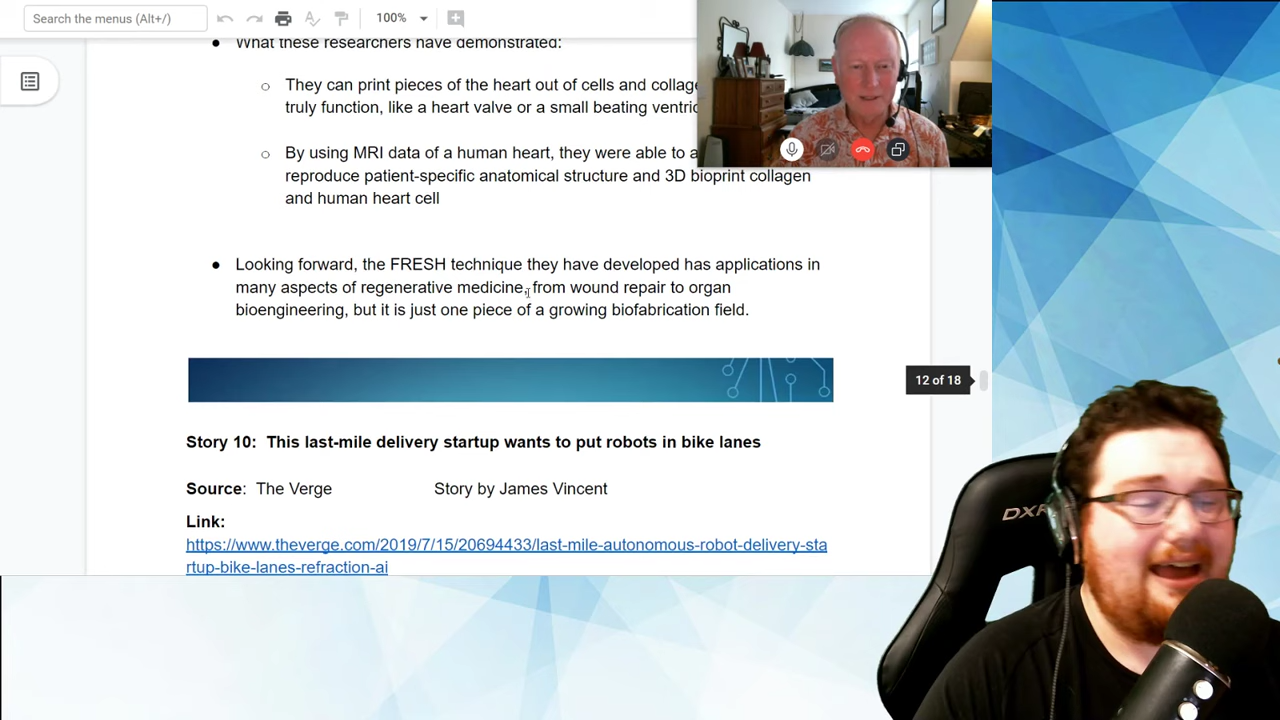 Search the menus (Alt+/)
100%
What these researchers have demonstrated:
They can print pieces of the heart out of cells and collage
truly function, like a heart valve or a small beating ventric
By using MRI data of a human heart, they were able to a
reproduce patient-specific anatomical structure and 3D bioprint collagen
and human heart cell
Looking forward, the FRESH technique they have developed has applications in
many aspects of regenerative medicine, from wound repair to organ
bioengineering, but it is just one piece of a growing biofabrication field.
12 of 18
Story 10: This last-mile delivery startup wants to put robots in bike lanes
Source: The Verge Story by James Vincent
Link:
https://www.theverge.com/2019/7/15/20694433/last-mile-autonomous-robot-delivery-sta
rtup-bike-lanes-refraction-ai
DXR